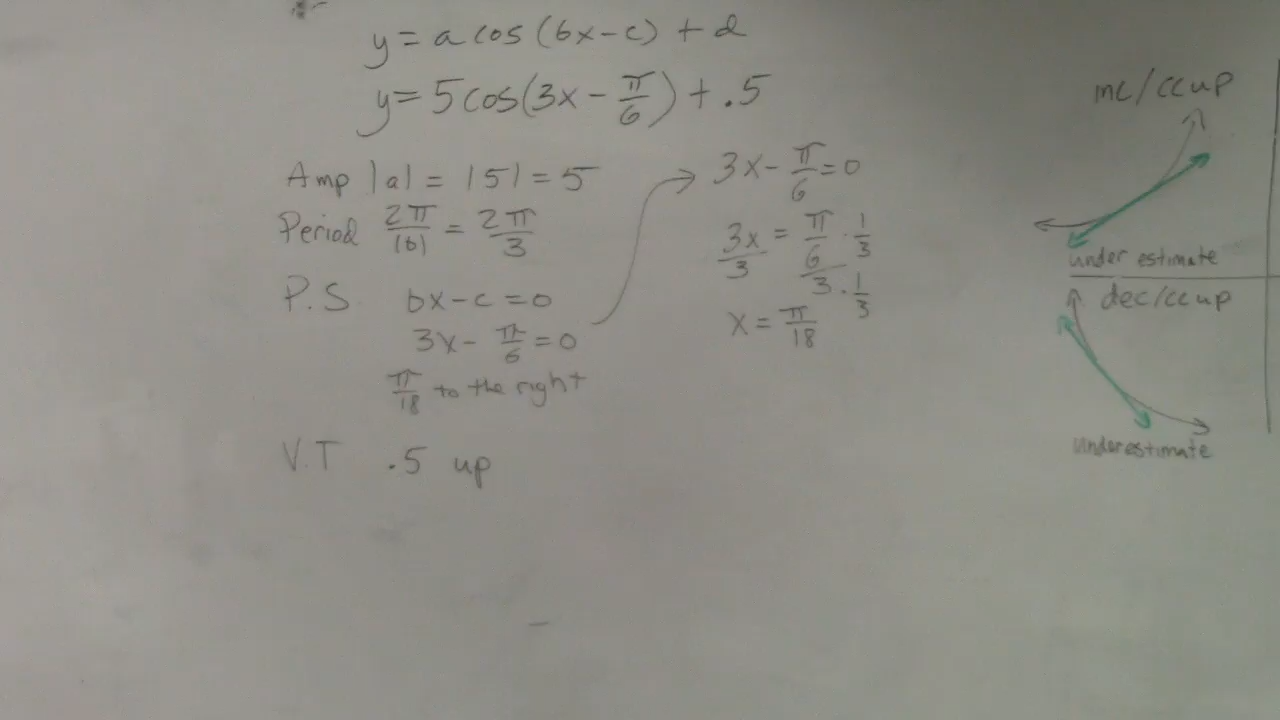 y = a cos (bx - c) + d
y = 5 cos(3x - π/6) + .5
Amp |a| = |5| = 5
Period 2π/|b| = 2π/3
P.S bx - c = 0
3x - π/6 = 0
π/18 to the right
V.T .5 up
3x - π/6 = 0
3x/3 = π/6 · 1/3 / 3 · 1/3
x = π/18
inc/ccup
under estimate
dec/ccup
underestimate